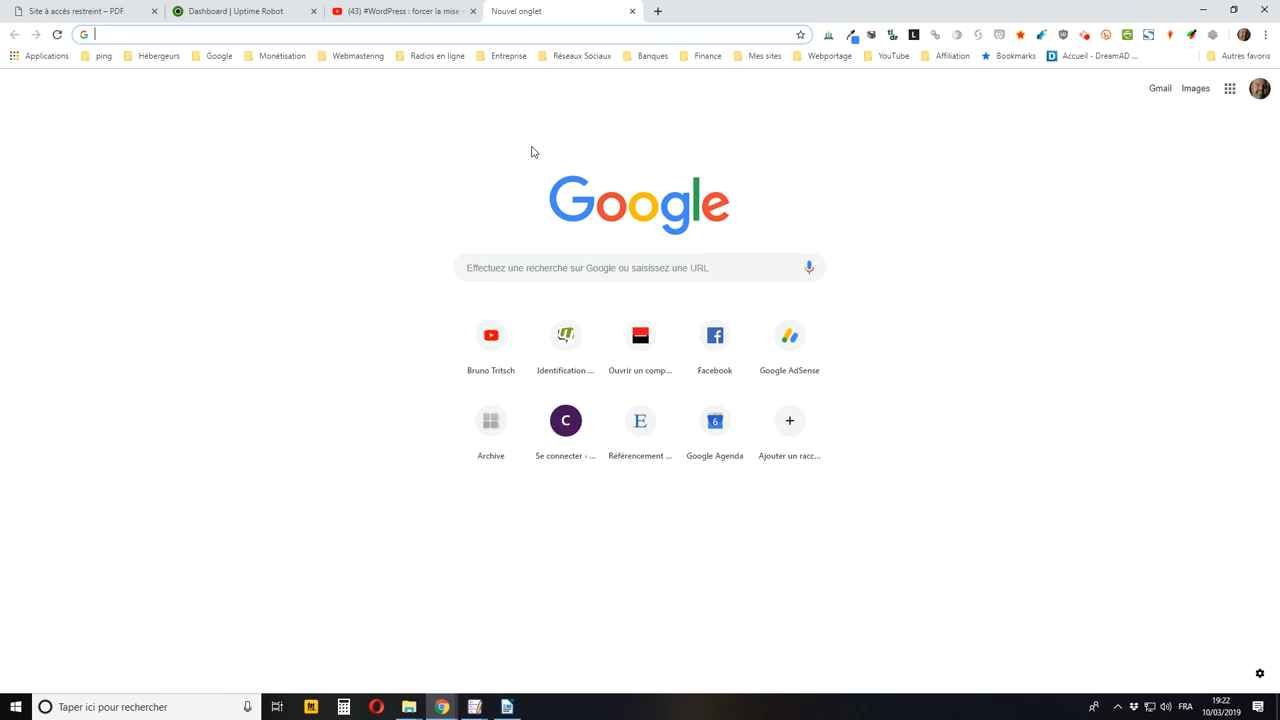 Site à accès restreint – PDF
Dashboard | Uptime Robot
(43) #WordPress : forcer la mise
Nouvel onglet
Applications
ping
Hébergeurs
Google
Monétisation
Webmastering
Radios en ligne
Entreprise
Réseaux Sociaux
Banques
Finance
Mes sites
Webportage
YouTube
Affiliation
Bookmarks
Accueil - DreamAD ...
Autres favoris
Gmail
Images
Google
Effectuez une recherche sur Google ou saisissez une URL
Bruno Tritsch
Identification ...
Ouvrir un comp...
Facebook
Google AdSense
C
E
6
Archive
Se connecter ‹ ...
Référencement ...
Google Agenda
Ajouter un racc...
Taper ici pour rechercher
FRA
19:22
10/03/2019